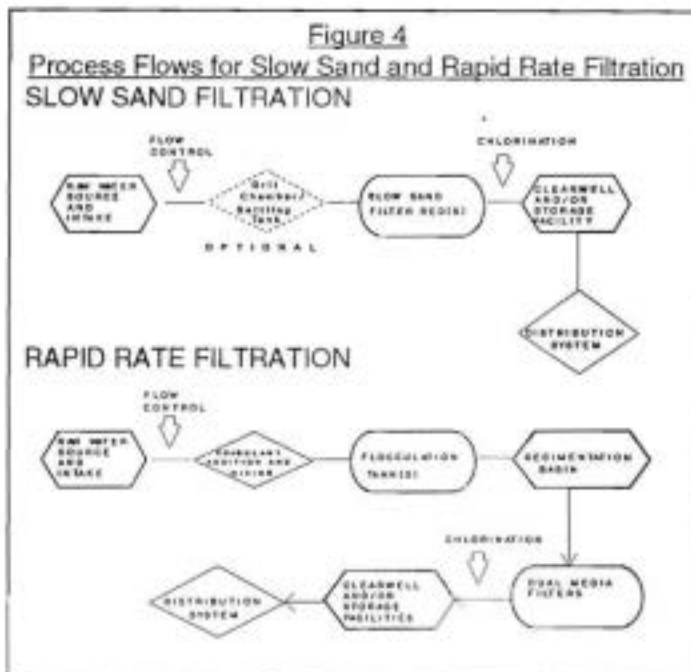 Figure 4
Process Flows for Slow Sand and Rapid Rate Filtration
SLOW SAND FILTRATION
FLOW
CONTROL
CHLORINATION
RAW WATER
SOURCE
AND
INTAKE
Grit
Chamber/
Settling
Tank
OPTIONAL
SLOW SAND
FILTER BED(S)
CLEARWELL
AND/OR
STORAGE
FACILITY
DISTRIBUTION
SYSTEM
RAPID RATE FILTRATION
FLOW
CONTROL
RAW WATER
SOURCE
AND
INTAKE
COAGULANT
ADDITION AND
MIXING
FLOCCULATION
TANK(S)
SEDIMENTATION
BASIN
CHLORINATION
DISTRIBUTION
SYSTEM
CLEARWELL
AND/OR
STORAGE
FACILITIES
DUAL MEDIA
FILTERS